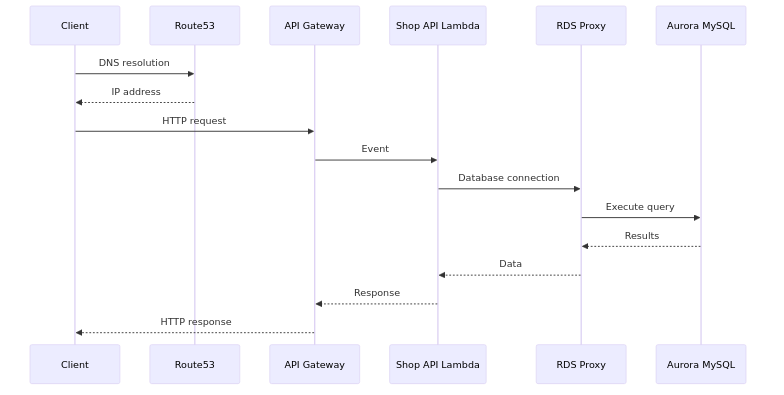 Client
Route53
API Gateway
Shop API Lambda
RDS Proxy
Aurora MySQL
DNS resolution
IP address
HTTP request
Event
Database connection
Execute query
Results
Data
Response
HTTP response
Client
Route53
API Gateway
Shop API Lambda
RDS Proxy
Aurora MySQL